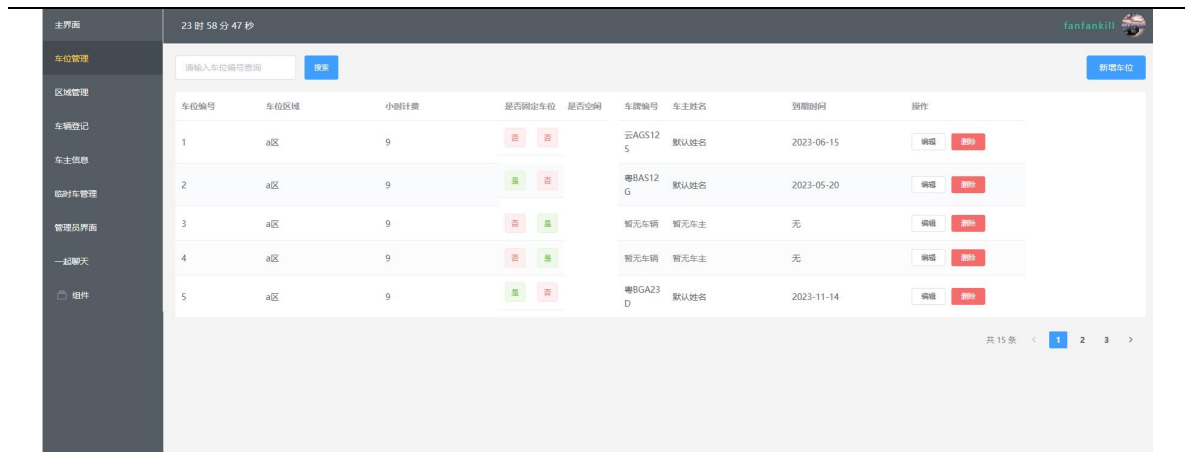 主界面
23 时 58 分 47 秒
fanfankill
车位管理
请输入车位编号查询
搜索
新增车位
区域管理
车辆登记
车主信息
临时车管理
管理员界面
一起聊天
组件
车位编号 车位区域 小时计费 是否固定车位 是否空闲 车牌编号 车主姓名 到期时间 操作
1 a区 9 否 否 云AGS125 默认姓名 2023-06-15 编辑 删除
2 a区 9 是 否 粤BAS12G 默认姓名 2023-05-20 编辑 删除
3 a区 9 否 是 暂无车辆 暂无车主 无 编辑 删除
4 a区 9 否 是 暂无车辆 暂无车主 无 编辑 删除
5 a区 9 是 否 粤BGA23D 默认姓名 2023-11-14 编辑 删除
共 15 条 < 1 2 3 >